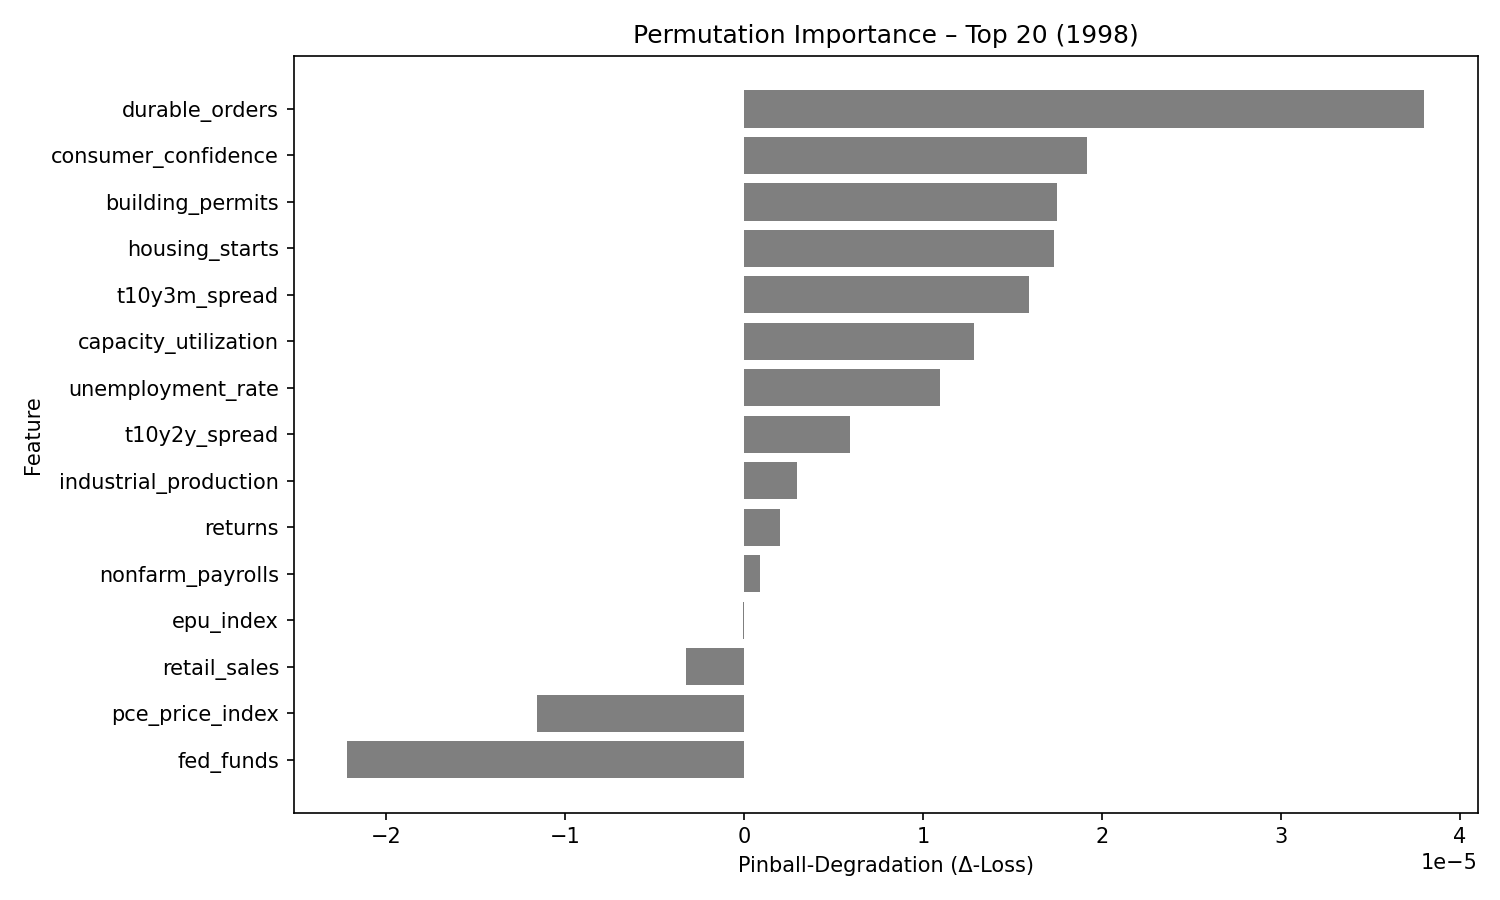 Permutation Importance – Top 20 (1998)
durable_orders
consumer_confidence
building_permits
housing_starts
t10y3m_spread
capacity_utilization
unemployment_rate
t10y2y_spread
industrial_production
returns
nonfarm_payrolls
epu_index
retail_sales
pce_price_index
fed_funds
Feature
−2 −1 0 1 2 3 4
1e−5
Pinball-Degradation (Δ-Loss)